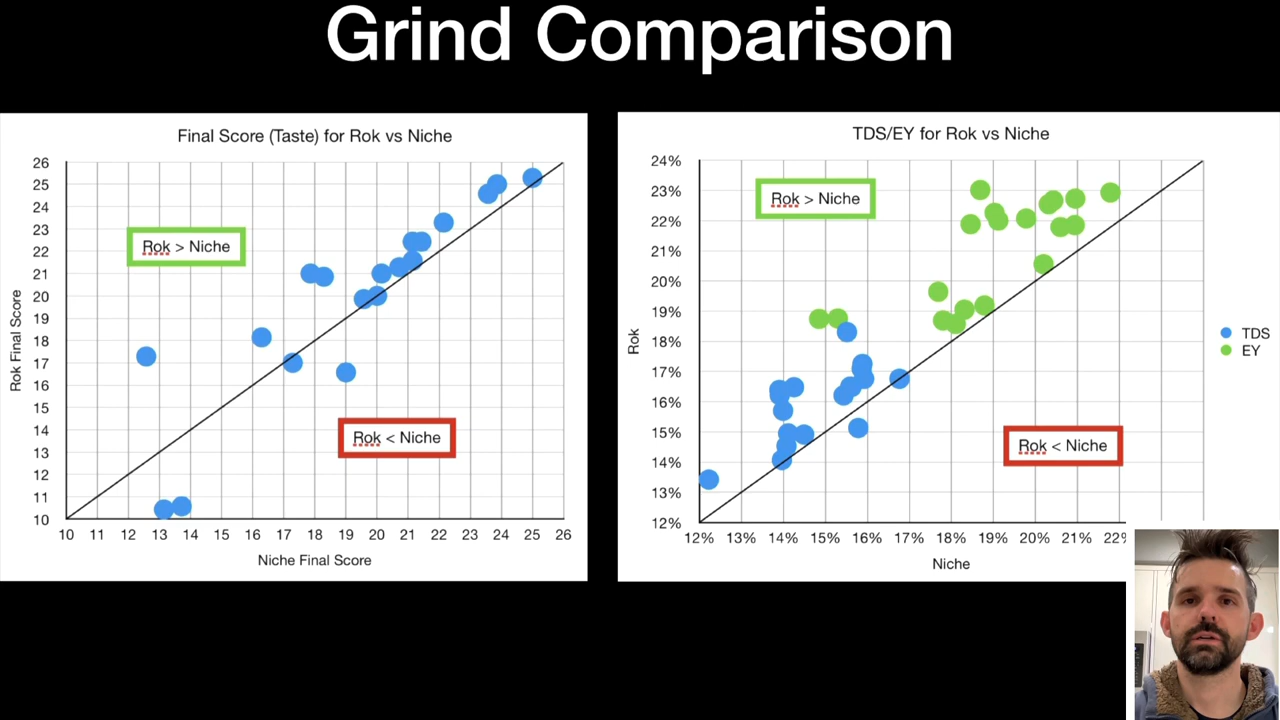 Grind Comparison
Final Score (Taste) for Rok vs Niche
26
25
24
23
22
21
20
19
18
17
16
15
14
13
12
11
10
Rok Final Score
Rok > Niche
Rok < Niche
10 11 12 13 14 15 16 17 18 19 20 21 22 23 24 25 26
Niche Final Score
TDS/EY for Rok vs Niche
24%
23%
22%
21%
20%
19%
18%
17%
16%
15%
14%
13%
12%
Rok
Rok > Niche
Rok < Niche
12% 13% 14% 15% 16% 17% 18% 19% 20% 21% 22%
Niche
TDS
EY